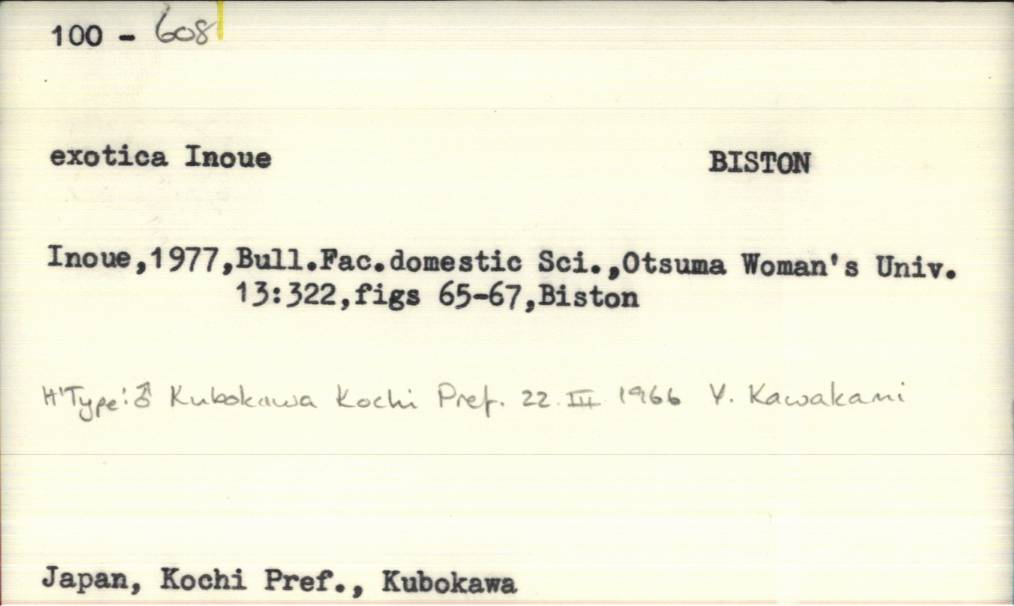 100 - 608
exotica Inoue BISTON
Inoue,1977,Bull.Fac.domestic Sci.,Otsuma Woman's Univ.
13:322,figs 65-67,Biston
H'Type: ♂ Kubokawa Kochi Pref. 22.III.1966 Y. Kawakami
Japan, Kochi Pref., Kubokawa